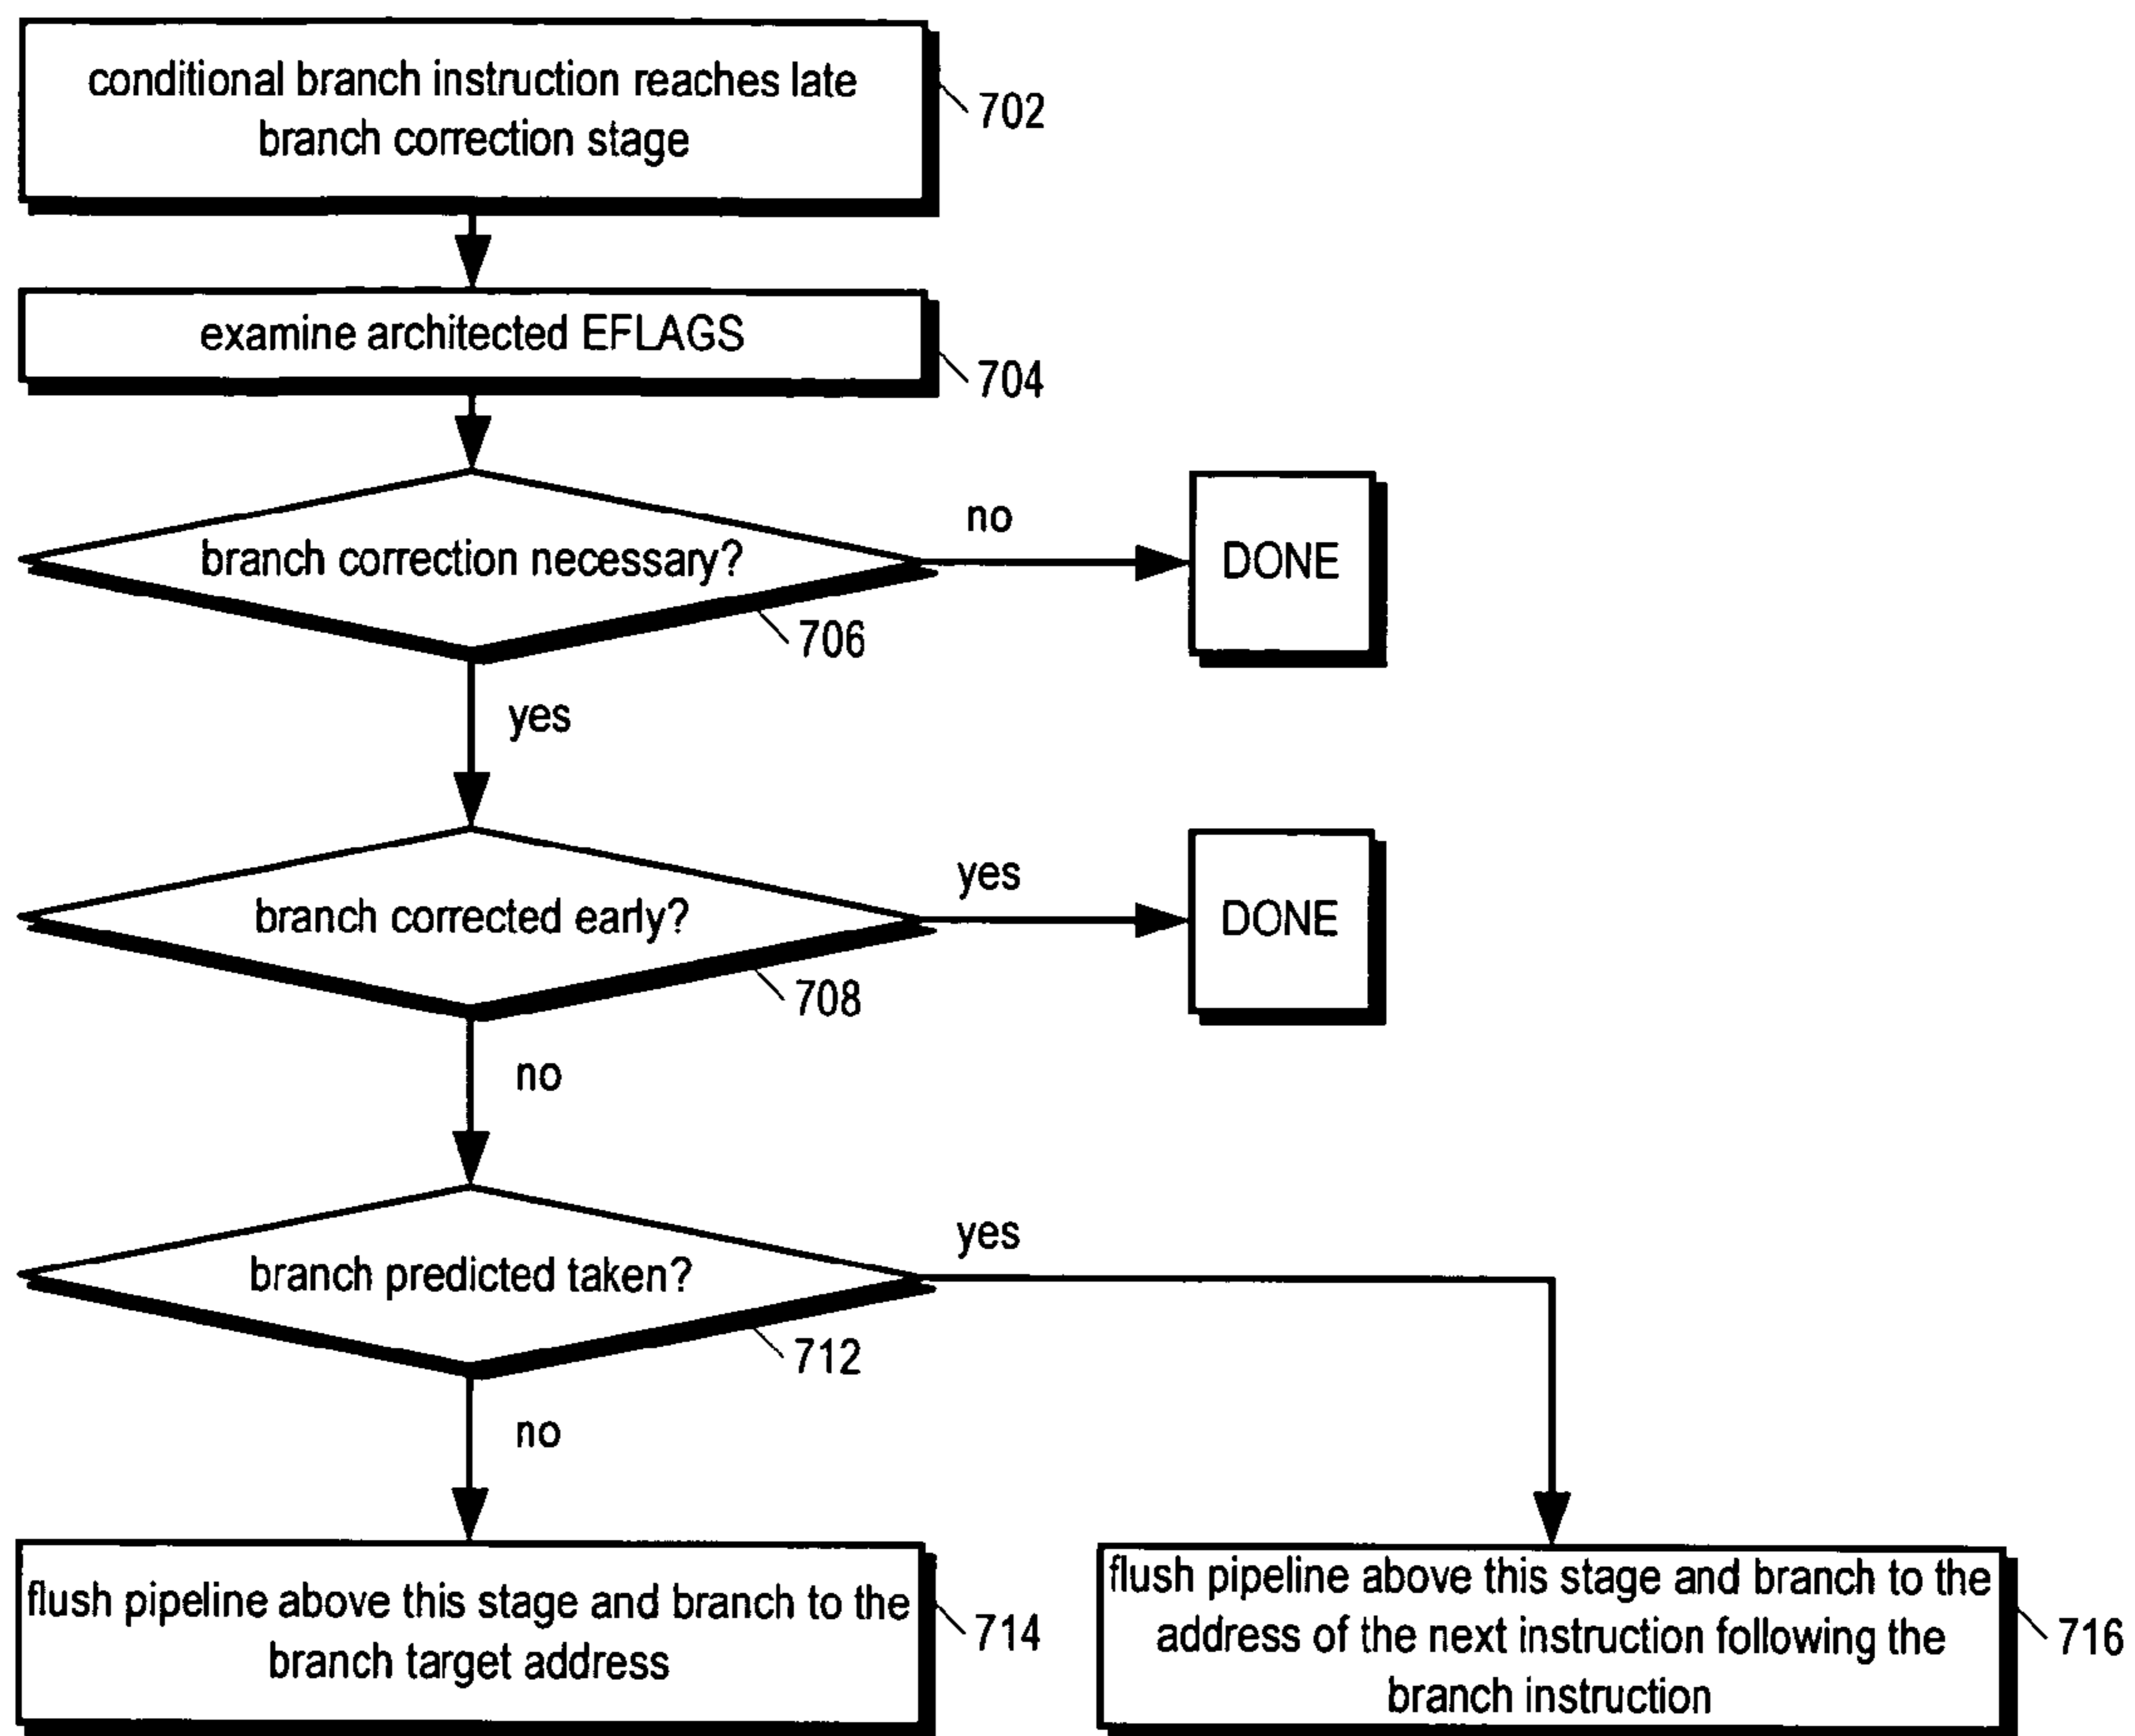 conditional branch instruction reaches late
branch correction stage
702
examine architected EFLAGS
704
branch correction necessary?
no
DONE
706
yes
branch corrected early?
yes
DONE
708
no
branch predicted taken?
yes
712
no
flush pipeline above this stage and branch to the
branch target address
714
flush pipeline above this stage and branch to the
address of the next instruction following the
branch instruction
716